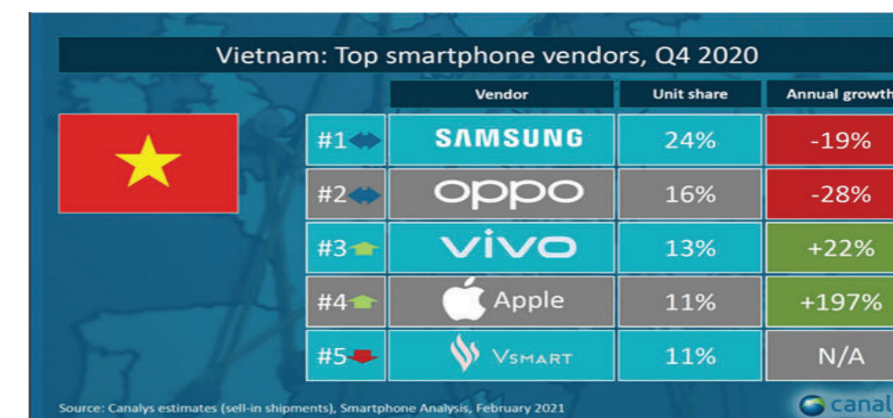 Vietnam: Top smartphone vendors, Q4 2020
Vendor Unit share Annual growth
#1 SAMSUNG 24% -19%
#2 oppo 16% -28%
#3 vivo 13% +22%
#4 Apple 11% +197%
#5 VSMART 11% N/A
Source: Canalys estimates (sell-in shipments), Smartphone Analysis, February 2021
canal